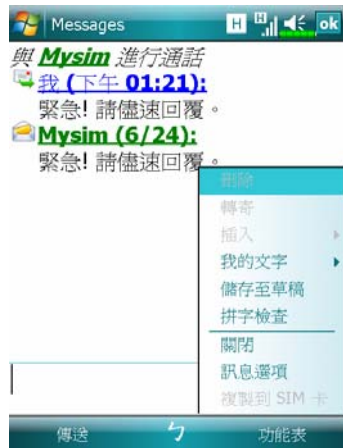 Messages H H ok
與 Mysim 進行通話
我 (下午 01:21):
緊急! 請儘速回覆。
Mysim (6/24):
緊急! 請儘速回覆。
刪除
轉寄
插入
我的文字
儲存至草稿
拼字檢查
關閉
訊息選項
複製到 SIM 卡
傳送 ㄅ 功能表